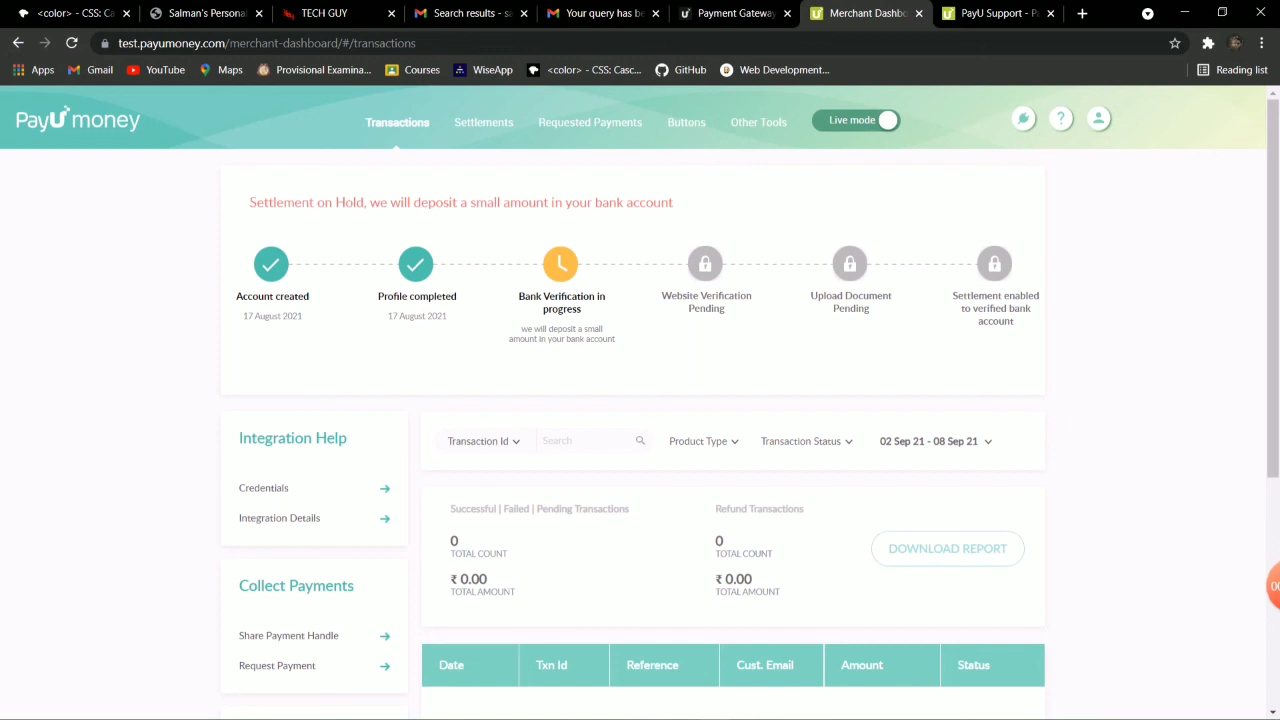 <color> - CSS: Casc
Salman's Persona
TECH GUY
Search results - sa
Your query has be
Payment Gateway
Merchant Dashbo
PayU Support - Pa
test.payumoney.com/merchant-dashboard/#/transactions
Apps
Gmail
YouTube
Maps
Provisional Examina...
Courses
WiseApp
<color> - CSS: Casc...
GitHub
Web Development...
Reading list
PayU money
Transactions
Settlements
Requested Payments
Buttons
Other Tools
Live mode
?
Settlement on Hold, we will deposit a small amount in your bank account
Account created
17 August 2021
Profile completed
17 August 2021
Bank Verification in
progress
we will deposit a small
amount in your bank account
Website Verification
Pending
Upload Document
Pending
Settlement enabled
to verified bank
account
Integration Help
Credentials
Integration Details
Collect Payments
Share Payment Handle
Request Payment
Transaction Id
Search
Product Type
Transaction Status
02 Sep 21 - 08 Sep 21
Successful | Failed | Pending Transactions
0
TOTAL COUNT
₹ 0.00
TOTAL AMOUNT
Refund Transactions
0
TOTAL COUNT
₹ 0.00
TOTAL AMOUNT
DOWNLOAD REPORT
Date
Txn Id
Reference
Cust. Email
Amount
Status